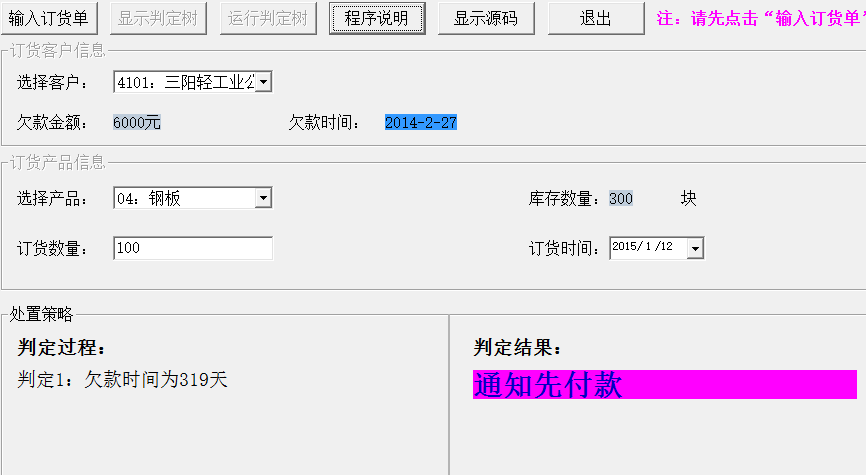 输入订货单 显示判定树 运行判定树 程序说明 显示源码 退出 注：请先点击“输入订货单”
订货客户信息
选择客户： 4101：三阳轻工业公
欠款金额： 6000元 欠款时间： 2014-2-27
订货产品信息
选择产品： 04：钢板 库存数量：300 块
订货数量： 100 订货时间：2015/ 1 /12
处置策略
判定过程： 判定结果：
判定1：欠款时间为319天 通知先付款